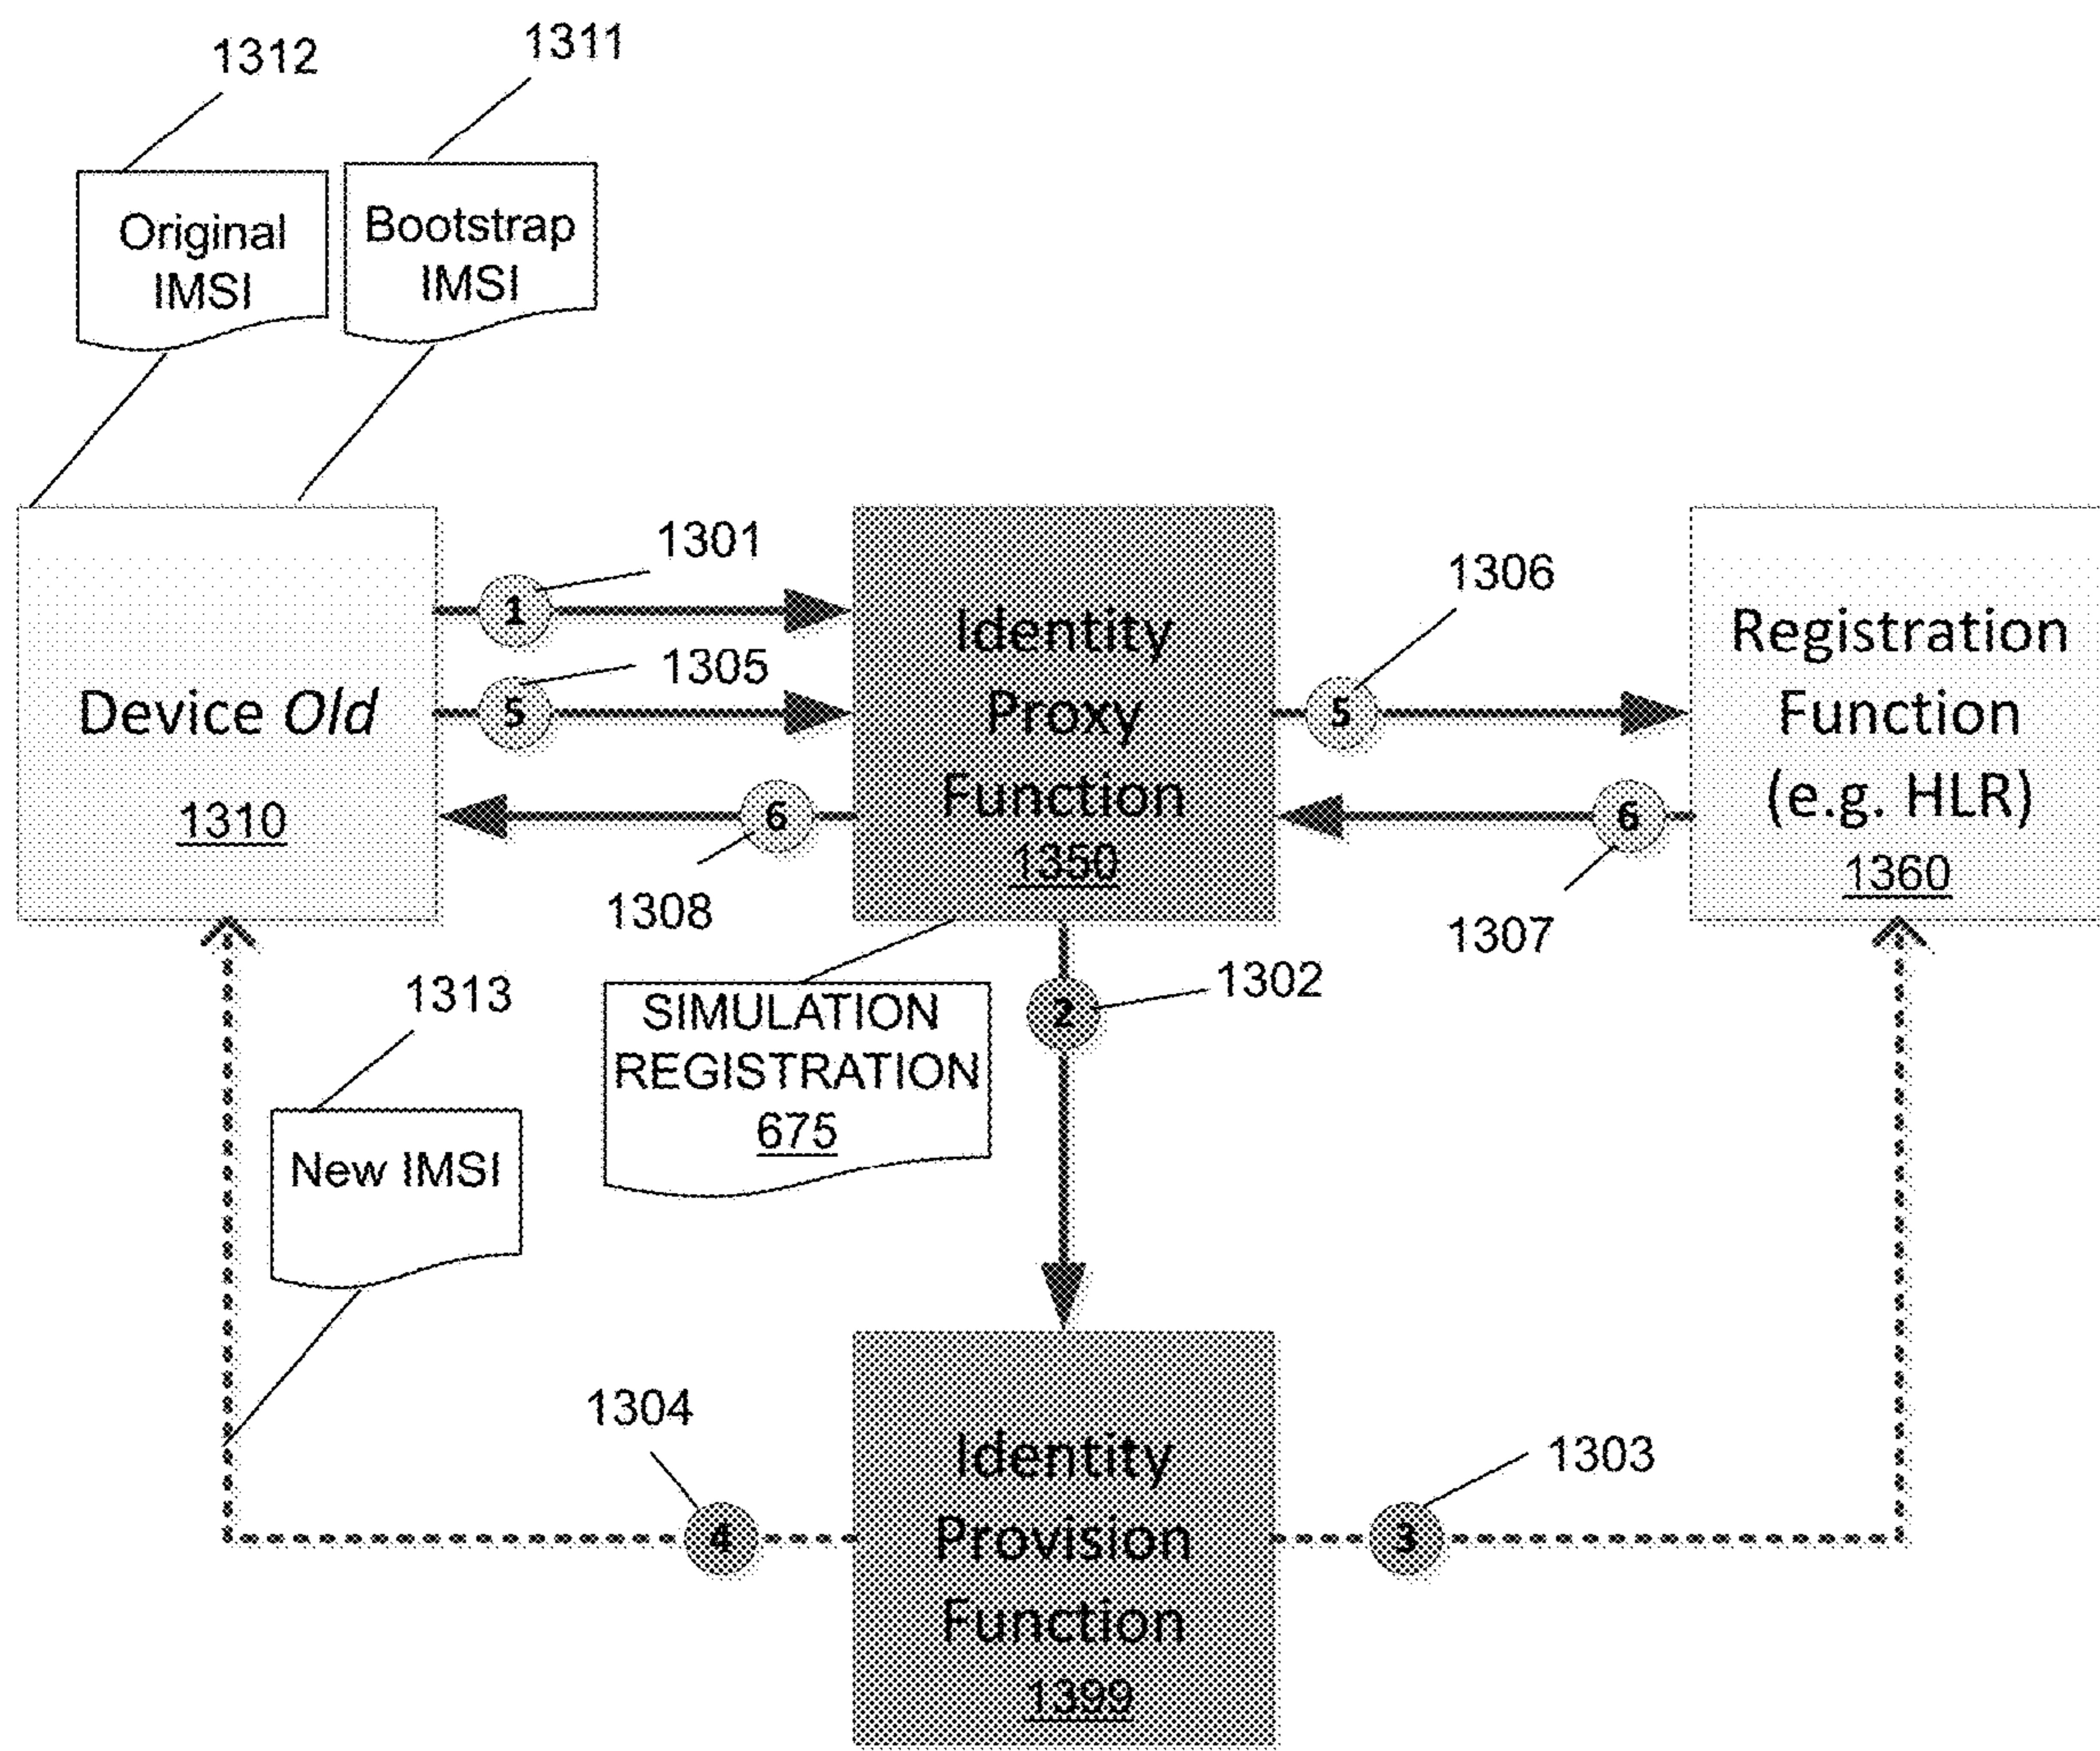 1312
1311
Original
IMSI
Bootstrap
IMSI
1301
1306
1
Identity
Proxy
Function
1350
Registration
Function
(e.g. HLR)
1360
1305
Device Old
1310
5
5
6
6
1308
1307
1313
SIMULATION
REGISTRATION
675
2
1302
New IMSI
1304
1303
Identity
Provision
Function
1399
4
3